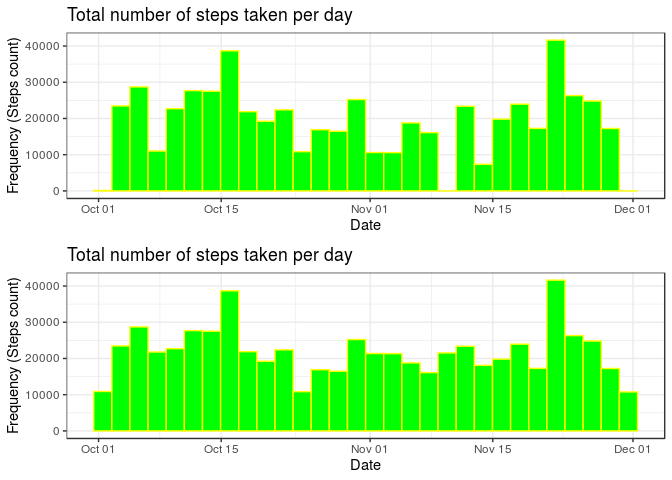 Total number of steps taken per day
Frequency (Steps count)
40000
30000
20000
10000
0
Oct 01 Oct 15 Nov 01 Nov 15 Dec 01
Date
Total number of steps taken per day
Frequency (Steps count)
40000
30000
20000
10000
0
Oct 01 Oct 15 Nov 01 Nov 15 Dec 01
Date